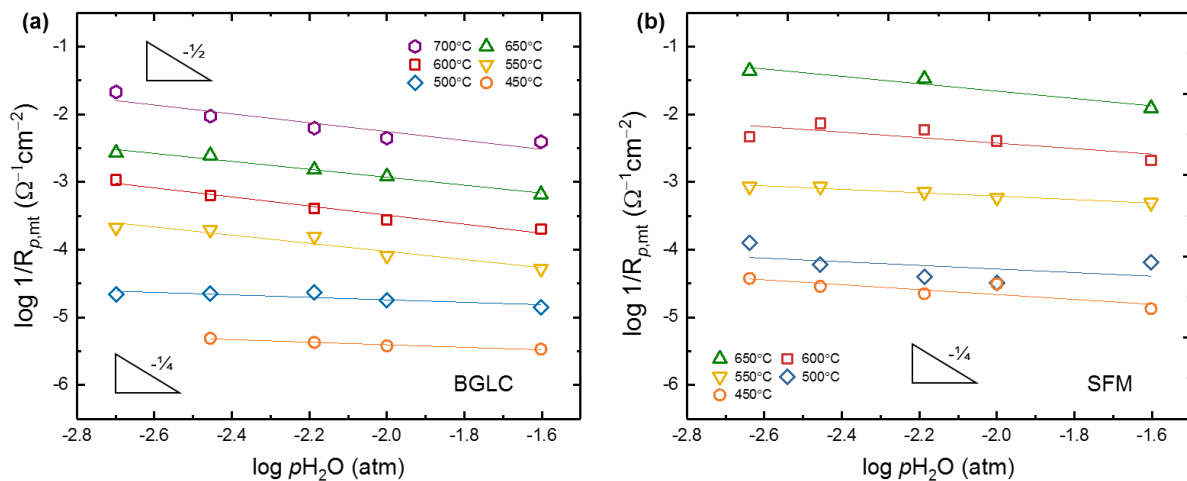 (a)
-½
700°C 650°C
600°C 550°C
500°C 450°C
-1
-2
-3
-4
-5
-6
log 1/R_{p,mt} (Ω⁻¹cm⁻²)
-¼
BGLC
-2.8 -2.6 -2.4 -2.2 -2.0 -1.8 -1.6
log pH₂O (atm)
(b)
-1
-2
-3
-4
-5
-6
log 1/R_{p,mt} (Ω⁻¹cm⁻²)
650°C 600°C
550°C 500°C
450°C
-¼
SFM
-2.8 -2.6 -2.4 -2.2 -2.0 -1.8 -1.6
log pH₂O (atm)